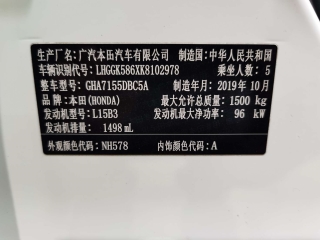 生产厂名：广汽本田汽车有限公司 制造国：中华人民共和国
车辆识别代号：LHGGK586XK8102978 乘坐人数：5
整车型号：GHA7155DBC5A 制造年月：2019年10月
品牌：本田(HONDA) 最大允许总质量：1500 kg
发动机型号：L15B3 发动机最大净功率：96 kW
发动机排量：1498 mL
外观颜色代码：NH578 内饰颜色代码：A